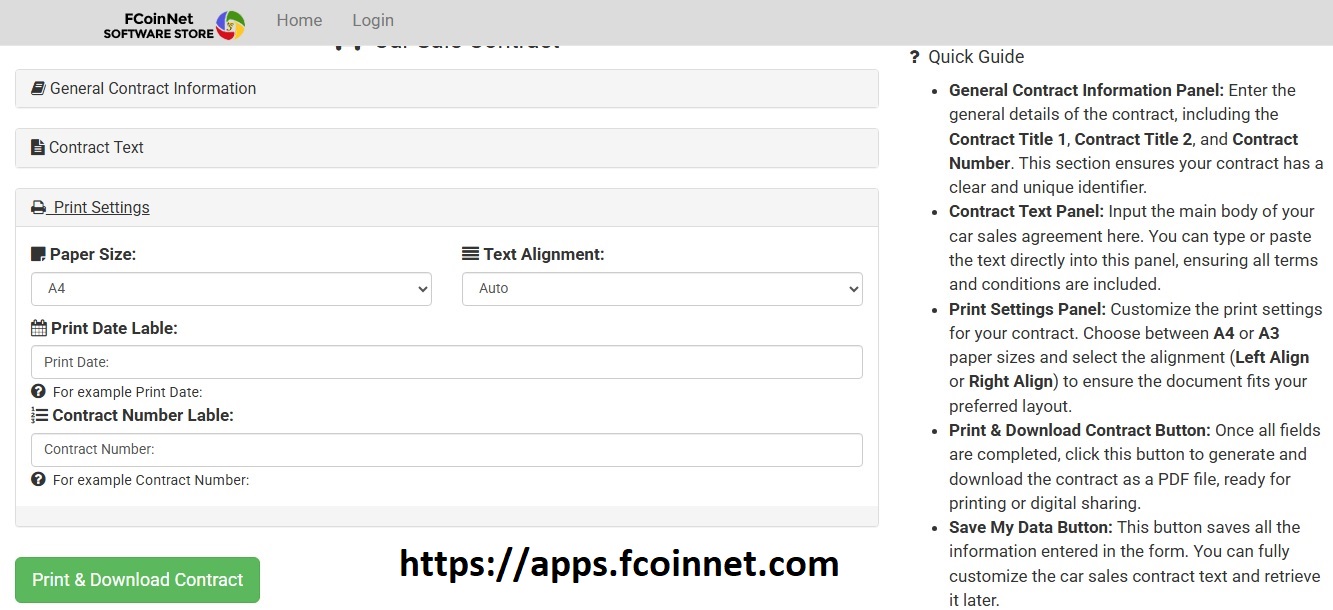 FCoinNet
SOFTWARE STORE
Home
Login
General Contract Information
Contract Text
Print Settings
Paper Size:
Text Alignment:
A4
Auto
Print Date Lable:
Print Date:
For example Print Date:
Contract Number Lable:
Contract Number:
For example Contract Number:
Print & Download Contract
https://apps.fcoinnet.com
? Quick Guide
• General Contract Information Panel: Enter the
general details of the contract, including the
Contract Title 1, Contract Title 2, and Contract
Number. This section ensures your contract has a
clear and unique identifier.
• Contract Text Panel: Input the main body of your
car sales agreement here. You can type or paste
the text directly into this panel, ensuring all terms
and conditions are included.
• Print Settings Panel: Customize the print settings
for your contract. Choose between A4 or A3
paper sizes and select the alignment (Left Align
or Right Align) to ensure the document fits your
preferred layout.
• Print & Download Contract Button: Once all fields
are completed, click this button to generate and
download the contract as a PDF file, ready for
printing or digital sharing.
• Save My Data Button: This button saves all the
information entered in the form. You can fully
customize the car sales contract text and retrieve
it later.